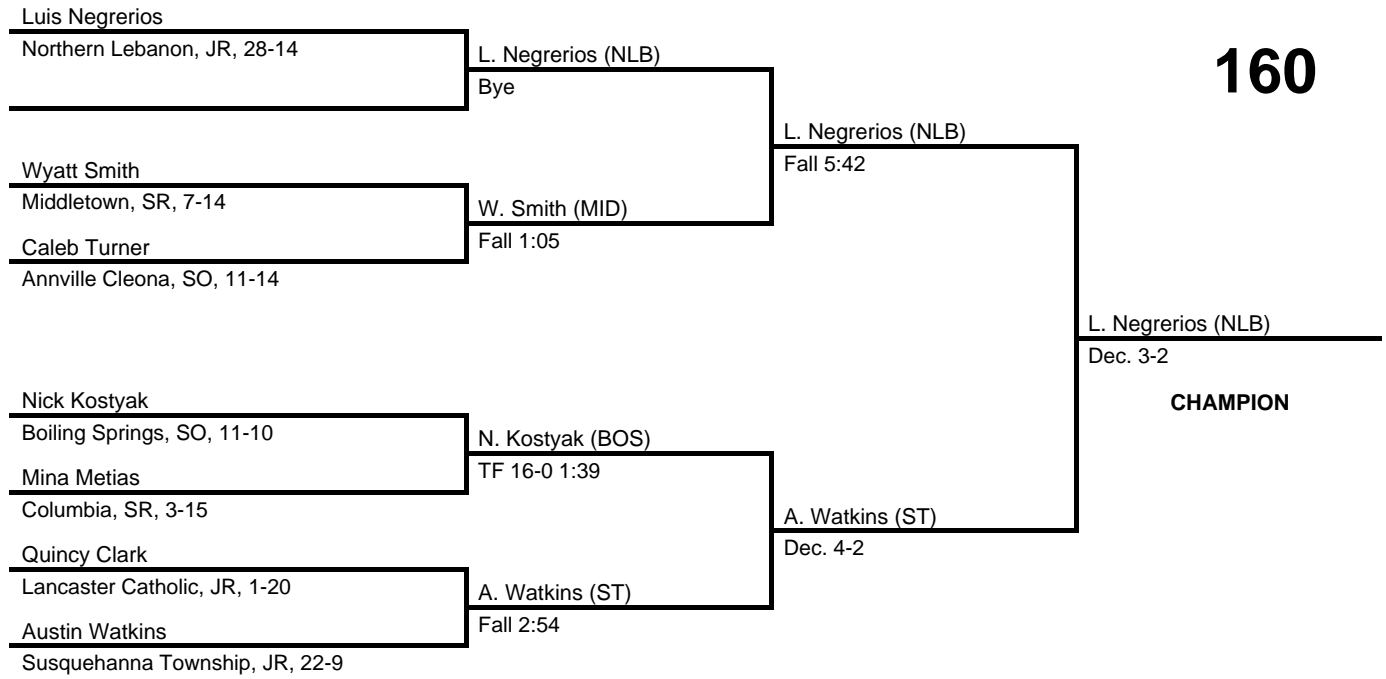 Luis Negrerios
Northern Lebanon, JR, 28-14
L. Negrerios (NLB)
Bye
160
L. Negrerios (NLB)
Fall 5:42
Wyatt Smith
Middletown, SR, 7-14
W. Smith (MID)
Fall 1:05
Caleb Turner
Annville Cleona, SO, 11-14
L. Negrerios (NLB)
Dec. 3-2
CHAMPION
Nick Kostyak
Boiling Springs, SO, 11-10
N. Kostyak (BOS)
TF 16-0 1:39
Mina Metias
Columbia, SR, 3-15
A. Watkins (ST)
Dec. 4-2
Quincy Clark
Lancaster Catholic, JR, 1-20
A. Watkins (ST)
Fall 2:54
Austin Watkins
Susquehanna Township, JR, 22-9